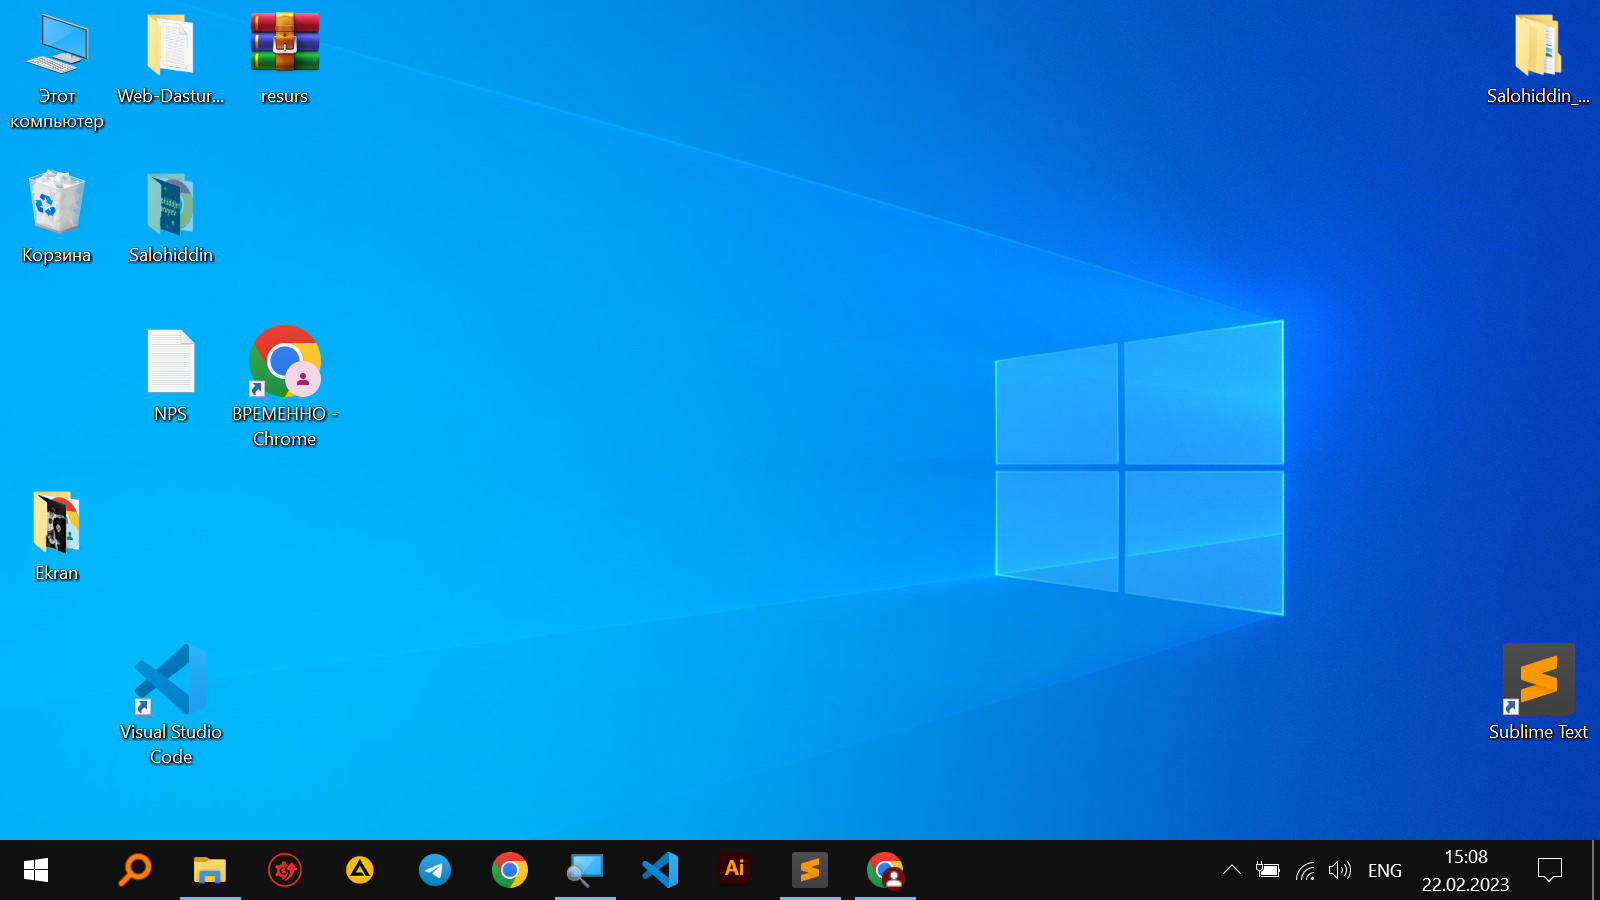 Этот
компьютер
Web-Dastur...
resurs
Salohiddin_...
Корзина
Salohiddin
NPS
ВРЕМЕННО -
Chrome
Ekran
Visual Studio
Code
Sublime Text
Ai
ENG
15:08
22.02.2023